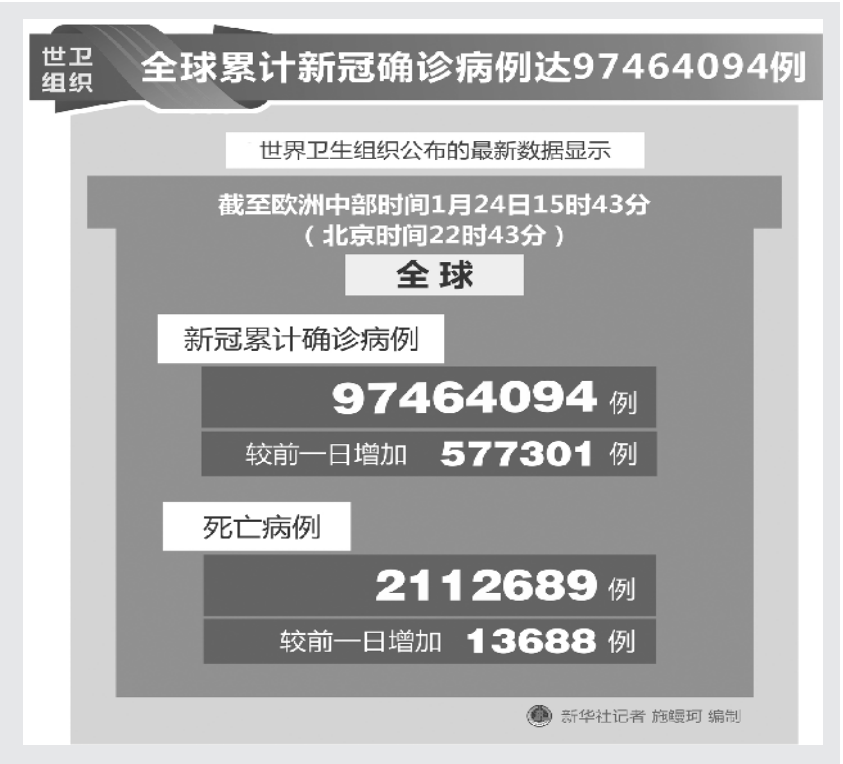 世卫
组织
全球累计新冠确诊病例达97464094例
世界卫生组织公布的最新数据显示
截至欧洲中部时间1月24日15时43分
（北京时间22时43分）
全球
新冠累计确诊病例
97464094 例
较前一日增加 577301 例
死亡病例
2112689 例
较前一日增加 13688 例
新华社记者 施鳗珂 编制